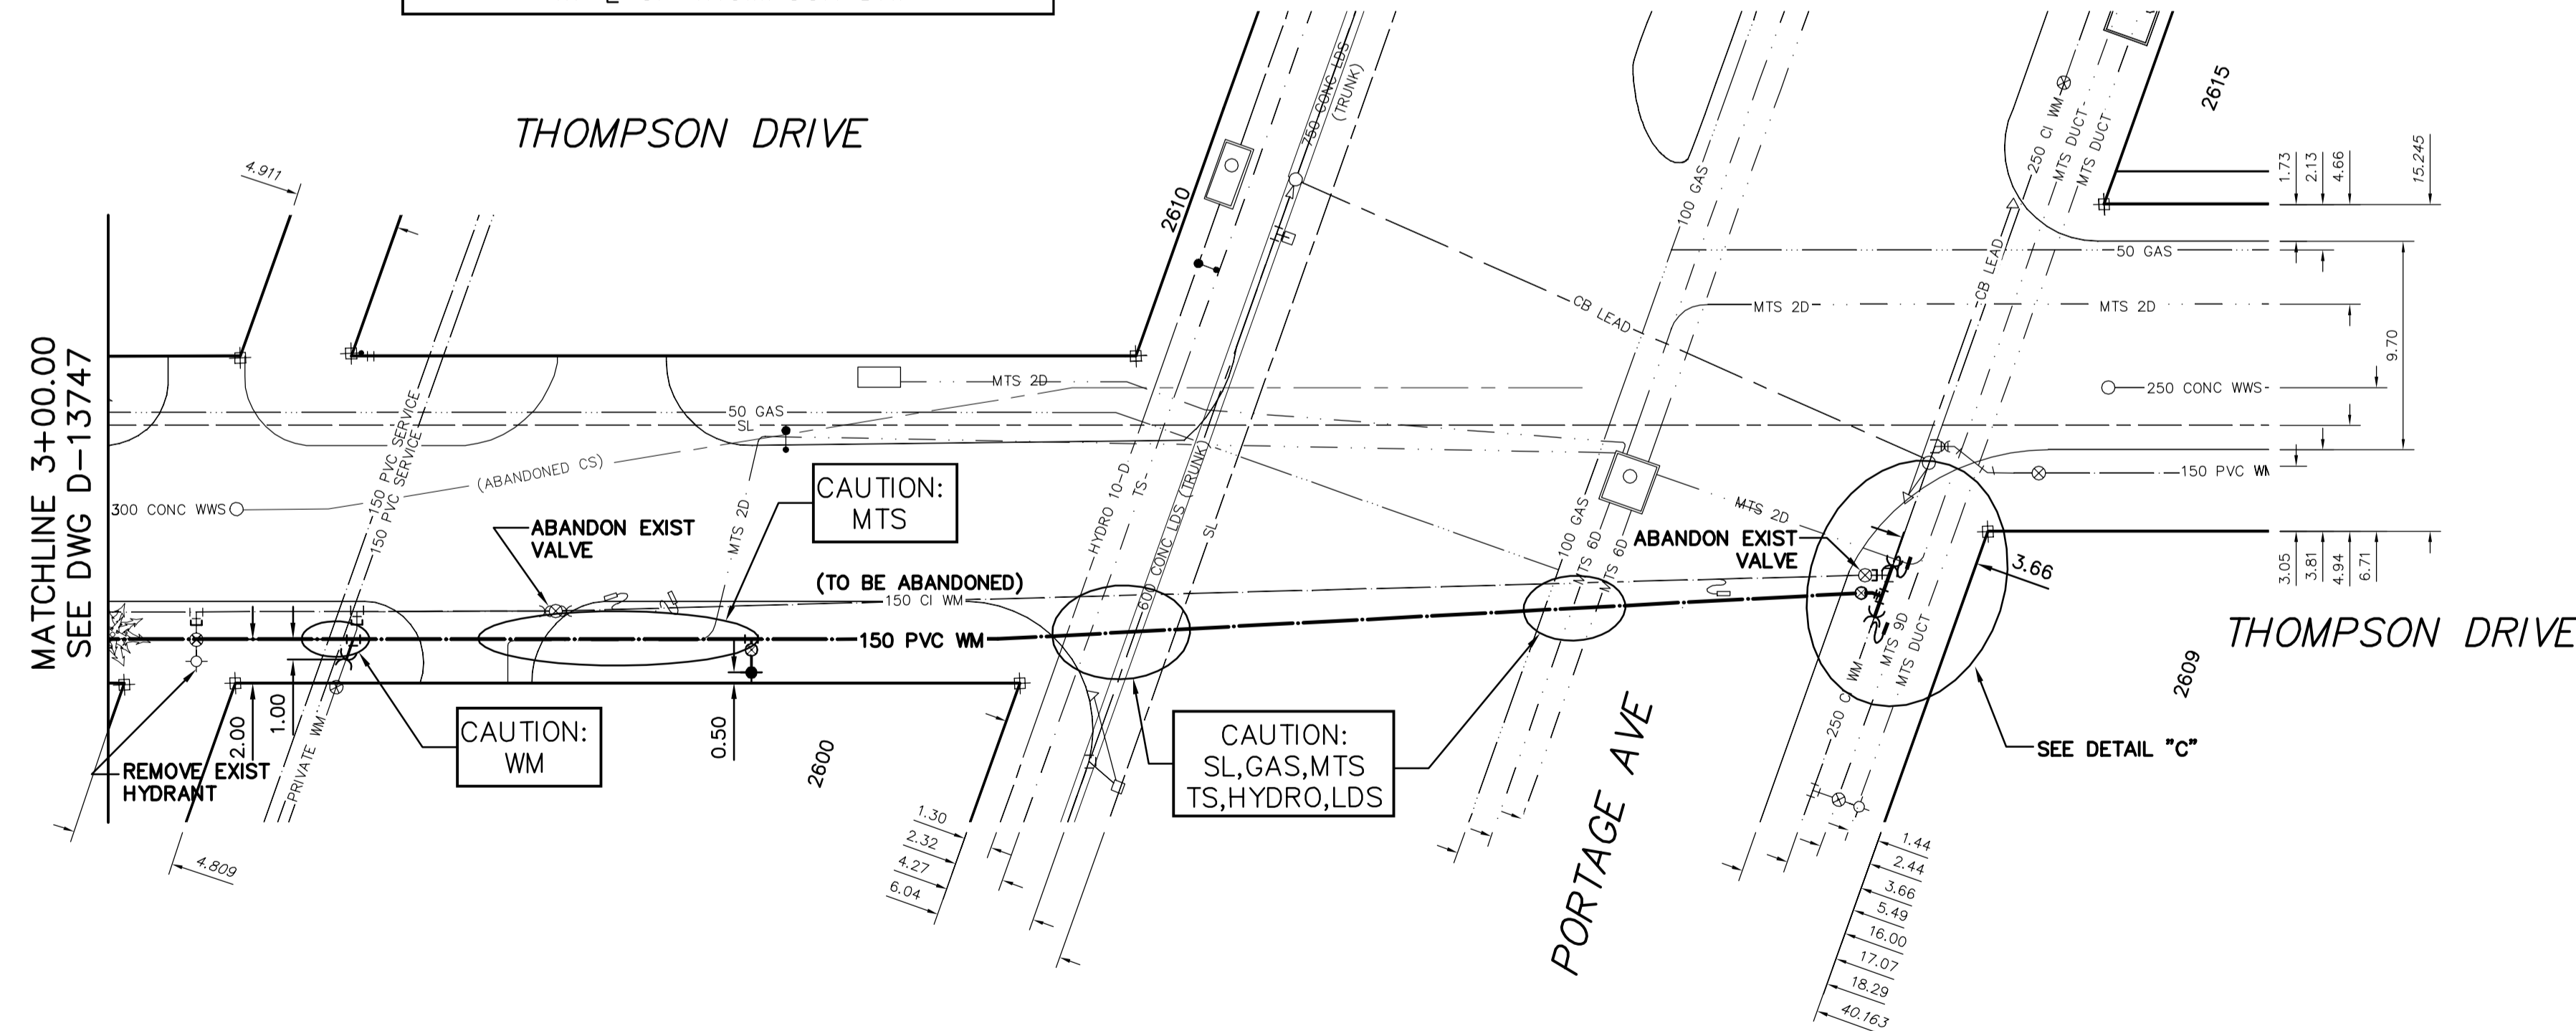 THOMPSON DRIVE
4.911
2610
750 CONC LDS
(TRUNK)
100 GAS
250 CI WM
MTS DUCT
MTS DUCT
2615
1.73
2.13
4.66
15.245
50 GAS
CB LEAD
CB LEAD
MTS 2D
MTS 2D
9.70
250 CONC WWS
MATCHLINE 3+00.00
SEE DWG D-13747
MTS 2D
50 GAS
SL
150 PVC SERVICE
150 PVC SERVICE
(ABANDONED CS)
300 CONC WWS
CAUTION:
MTS
MTS 2D
ABANDON EXIST
VALVE
HYDRO 10-D
TS
600 CONC LDS (TRUNK)
SL
100 GAS
MTS 6D
MTS 6D
MTS 2D
ABANDON EXIST
VALVE
150 PVC WM
3.66
3.05
3.81
4.94
6.71
(TO BE ABANDONED)
150 CI WM
150 PVC WM
THOMPSON DRIVE
MTS 9D
MTS DUCT
250 CI WM
2609
SEE DETAIL "C"
2.00
1.00
0.50
PRIVATE WM
CAUTION:
WM
REMOVE EXIST
HYDRANT
2600
CAUTION:
SL,GAS,MTS
TS,HYDRO,LDS
PORTAGE AVE
4.809
1.30
2.32
4.27
6.04
1.44
2.44
3.66
5.49
16.00
17.07
18.29
40.163